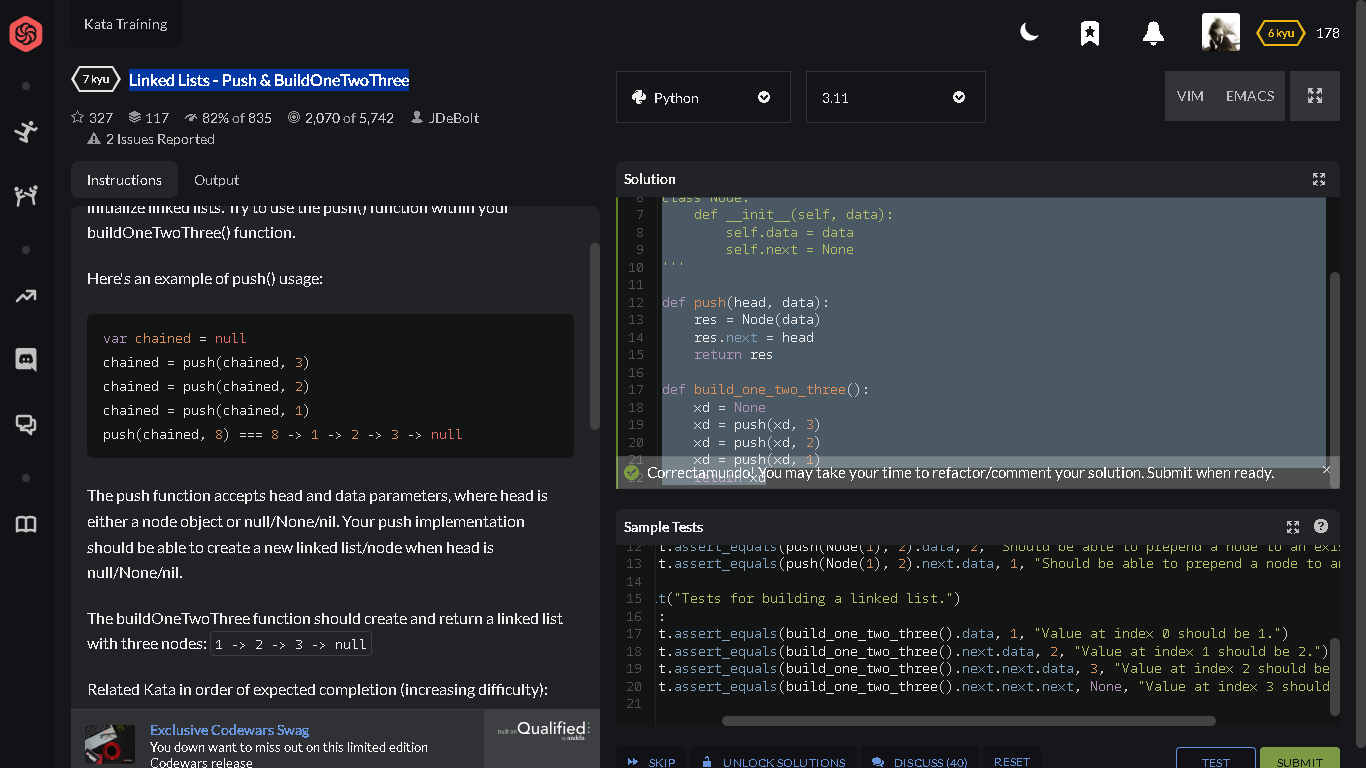 Kata Training
6 kyu 178
7 kyu Linked Lists - Push & BuildOneTwoThree
327 117 82% of 835 2,070 of 5,742 JDeBolt
2 Issues Reported
Python 3.11 VIM EMACS
Instructions Output
initialize linked lists. Try to use the push() function within your
buildOneTwoThree() function.
Here's an example of push() usage:
var chained = null
chained = push(chained, 3)
chained = push(chained, 2)
chained = push(chained, 1)
push(chained, 8) === 8 -> 1 -> 2 -> 3 -> null
The push function accepts head and data parameters, where head is
either a node object or null/None/nil. Your push implementation
should be able to create a new linked list/node when head is
null/None/nil.
The buildOneTwoThree function should create and return a linked list
with three nodes: 1 -> 2 -> 3 -> null
Related Kata in order of expected completion (increasing difficulty):
Exclusive Codewars Swag
You down want to miss out on this limited edition
Codewars release
built on Qualified
by andela
Solution
6 class Node:
7 def __init__(self, data):
8 self.data = data
9 self.next = None
10 '''
11
12 def push(head, data):
13 res = Node(data)
14 res.next = head
15 return res
16
17 def build_one_two_three():
18 xd = None
19 xd = push(xd, 3)
20 xd = push(xd, 2)
21 xd = push(xd, 1)
22 return xd
Correctamundo! You may take your time to refactor/comment your solution. Submit when ready.
Sample Tests
12 t.assert_equals(push(Node(1), 2).data, 2, "Should be able to prepend a node to an exis
13 t.assert_equals(push(Node(1), 2).next.data, 1, "Should be able to prepend a node to an
14
15 t("Tests for building a linked list.")
16 :
17 t.assert_equals(build_one_two_three().data, 1, "Value at index 0 should be 1.")
18 t.assert_equals(build_one_two_three().next.data, 2, "Value at index 1 should be 2.")
19 t.assert_equals(build_one_two_three().next.next.data, 3, "Value at index 2 should be
20 t.assert_equals(build_one_two_three().next.next.next, None, "Value at index 3 should
21
SKIP UNLOCK SOLUTIONS DISCUSS (40) RESET TEST SUBMIT